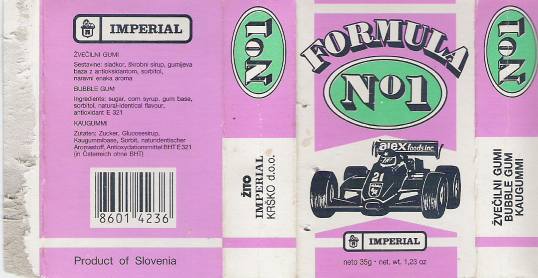 IMPERIAL
ŽVEČILNI GUMI
Sestavine: sladkor, škrobni sirup, gumijeva
baza z antioksidantom, sorbitol,
naravni enaka aroma
BUBBLE GUM
Ingredients: sugar, corn syrup, gum base,
sorbitol, natural-identical flavour,
antioxidant E 321
KAUGUMMI
Zutaten: Zucker, Glucosesirup,
Kaugummibase, Sorbit, naturidentischer
Aromastoff, Antioxydationsmittel BHT E 321
(in Österreich ohne BHT)
8601 4236
Product of Slovenia
No1
ŽITO
IMPERIAL
KRŠKO d.o.o.
FORMULA
No1
alex foods inc.
21
IMPERIAL
neto 35g · net. wt. 1,23 oz
No1
ŽVEČILNI GUMI
BUBBLE GUM
KAUGUMMI